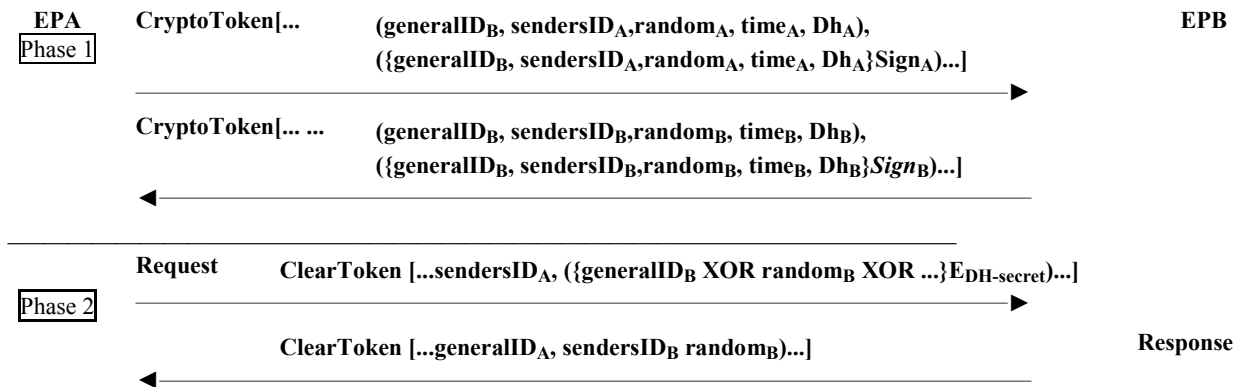 EPA CryptoToken[... (generalIDB, sendersIDA,randomA, timeA, DhA), EPB
Phase 1 ({generalIDB, sendersIDA,randomA, timeA, DhA}SignA)...]
CryptoToken[... ... (generalIDB, sendersIDB,randomB, timeB, DhB),
({generalIDB, sendersIDB,randomB, timeB, DhB}SignB)...]
Request ClearToken [...sendersIDA, ({generalIDB XOR randomB XOR ...}EDH-secret)...]
Phase 2
ClearToken [...generalIDA, sendersIDB randomB)...] Response